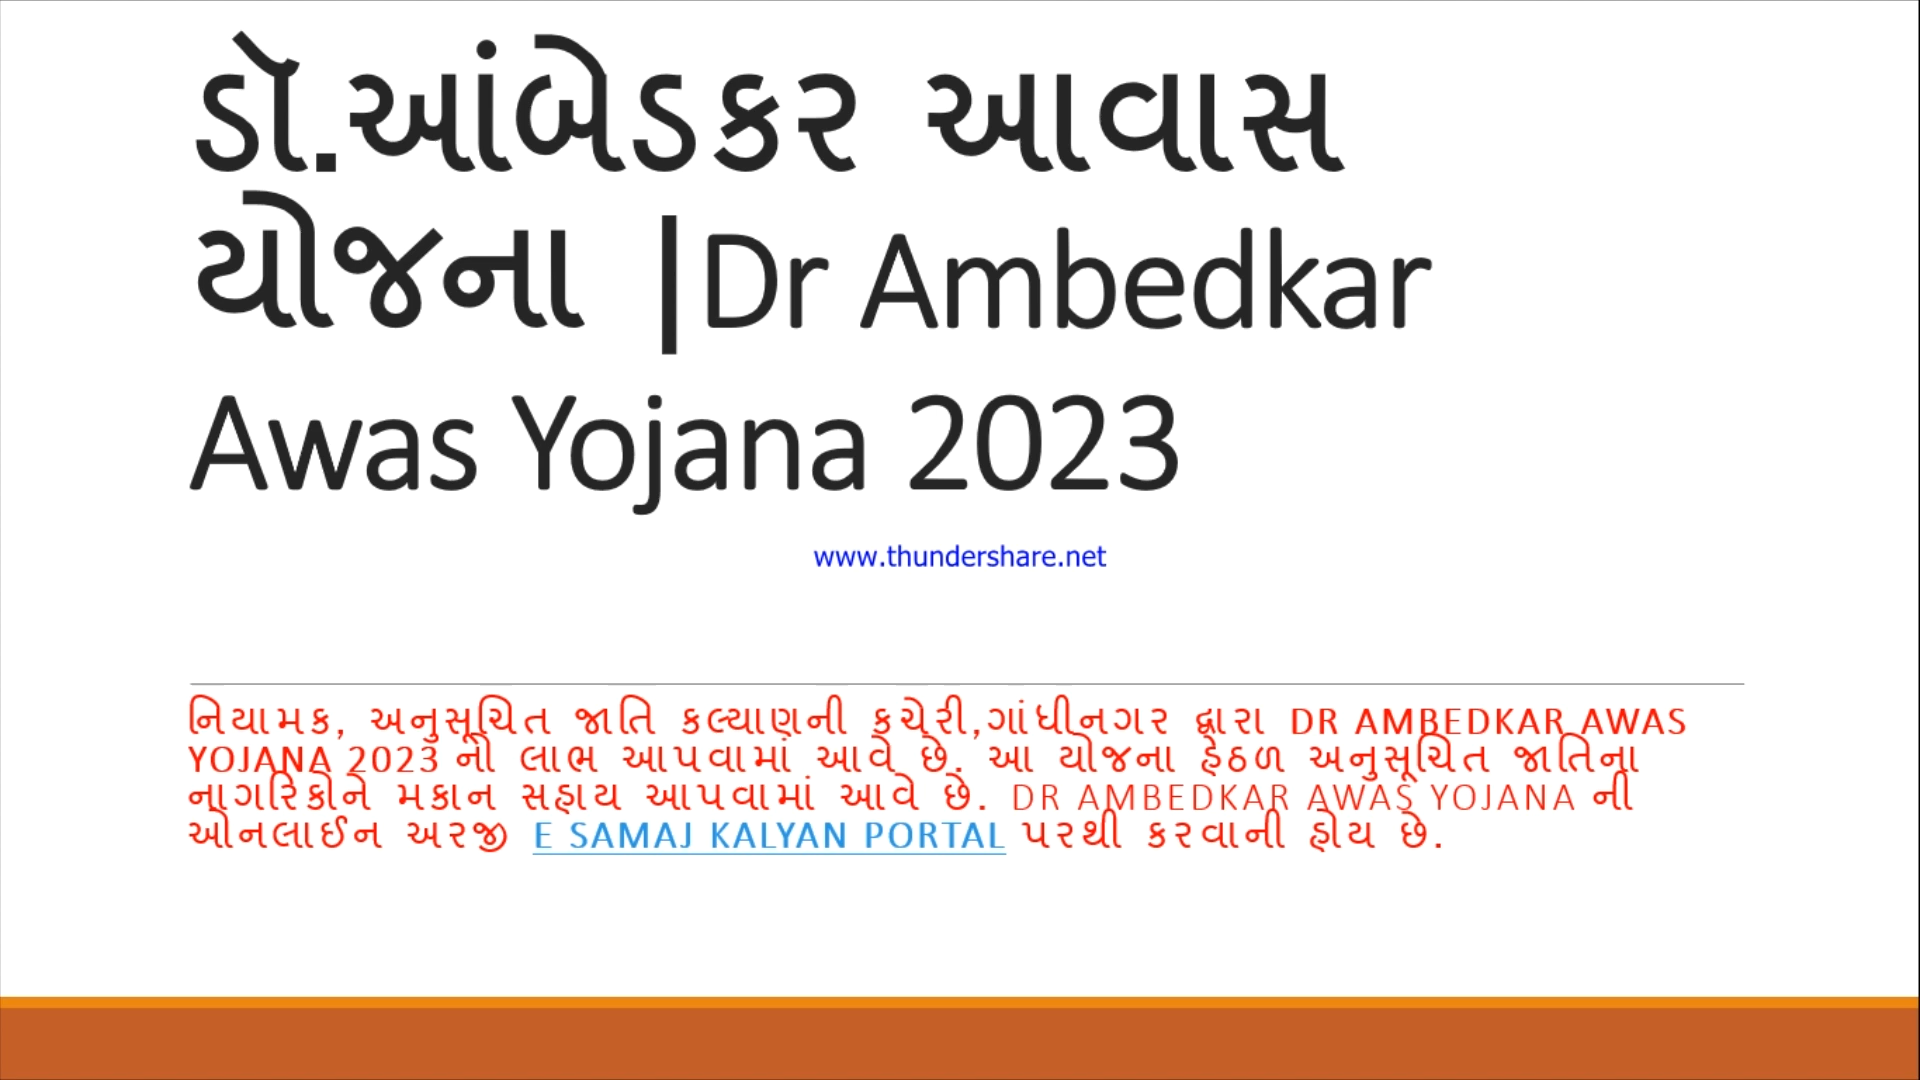 ડૉ.આંબેડકર આવાસ
યોજના |Dr Ambedkar
Awas Yojana 2023
www.thundershare.net
નિયામક, અનુસૂચિત જાતિ કલ્યાણની કચેરી,ગાંધીનગર દ્વારા DR AMBEDKAR AWAS
YOJANA 2023 નો લાભ આપવામાં આવે છે. આ યોજના હેઠળ અનુસૂચિત જાતિના
નાગરિકોને મકાન સહાય આપવામાં આવે છે. DR AMBEDKAR AWAS YOJANA ની
ઓનલાઈન અરજી E SAMAJ KALYAN PORTAL પરથી કરવાની હોય છે.